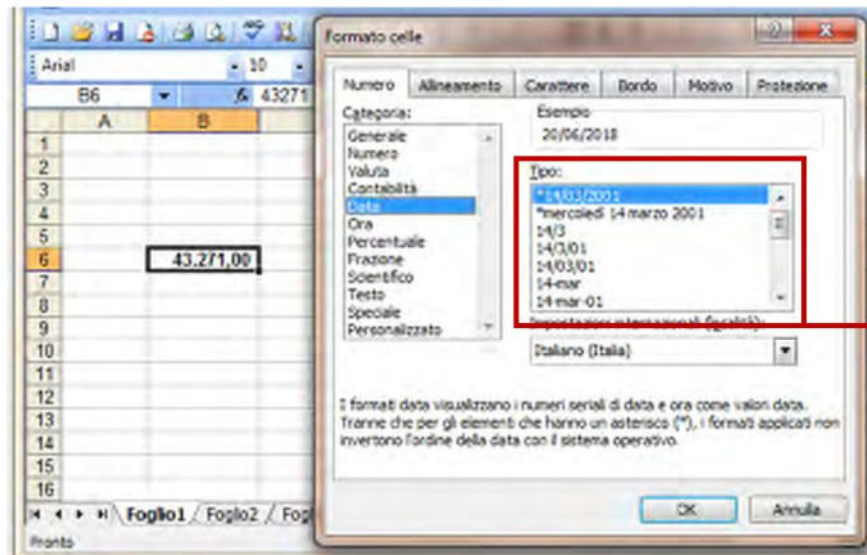 Formato celle
Arial 10
B6 fx 43271
A B
1
2
3
4
5
6 43.271,00
7
8
9
10
11
12
13
14
15
16
Foglio1 Foglio2 Fogl
Pronto
Numero Allineamento Carattere Bordo Motivo Protezione
Categoria:
Generale
Numero
Valuta
Contabilità
Data
Ora
Percentuale
Frazione
Scientifico
Testo
Speciale
Personalizzato
Esempio
20/06/2018
Tipo:
*14/03/2001
*mercoledì 14 marzo 2001
14/3
14/3/01
14/03/01
14-mar
14-mar-01
Impostazioni internazionali (località):
Italiano (Italia)
I formati data visualizzano i numeri seriali di data e ora come valori data.
Tranne che per gli elementi che hanno un asterisco (*), i formati applicati non
invertono l'ordine della data con il sistema operativo.
OK Annulla